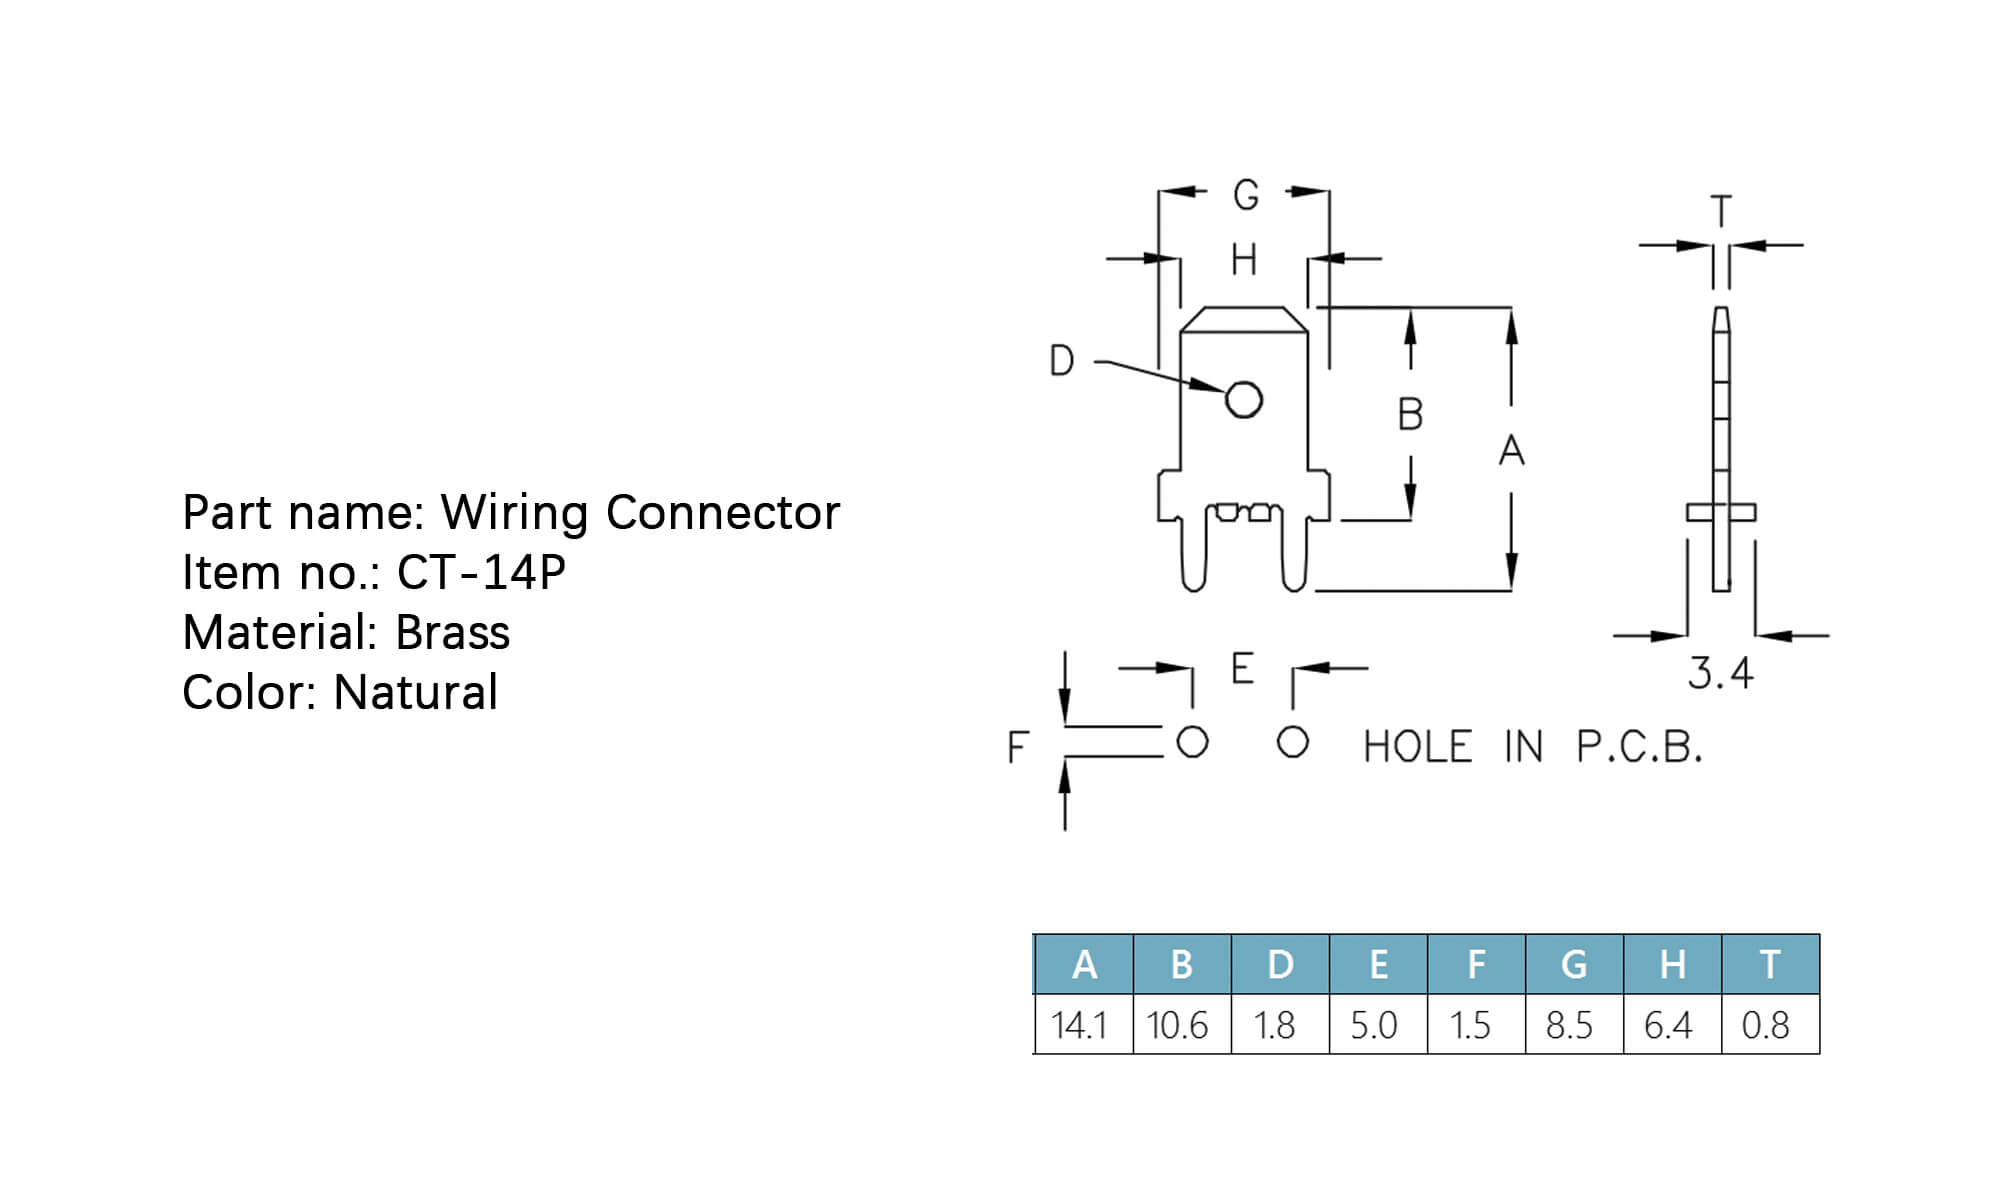 Part name: Wiring Connector
Item no.: CT-14P
Material: Brass
Color: Natural
G
H
T
D
B
A
E
3.4
F
HOLE IN P.C.B.
A B D E F G H T
14.1 10.6 1.8 5.0 1.5 8.5 6.4 0.8